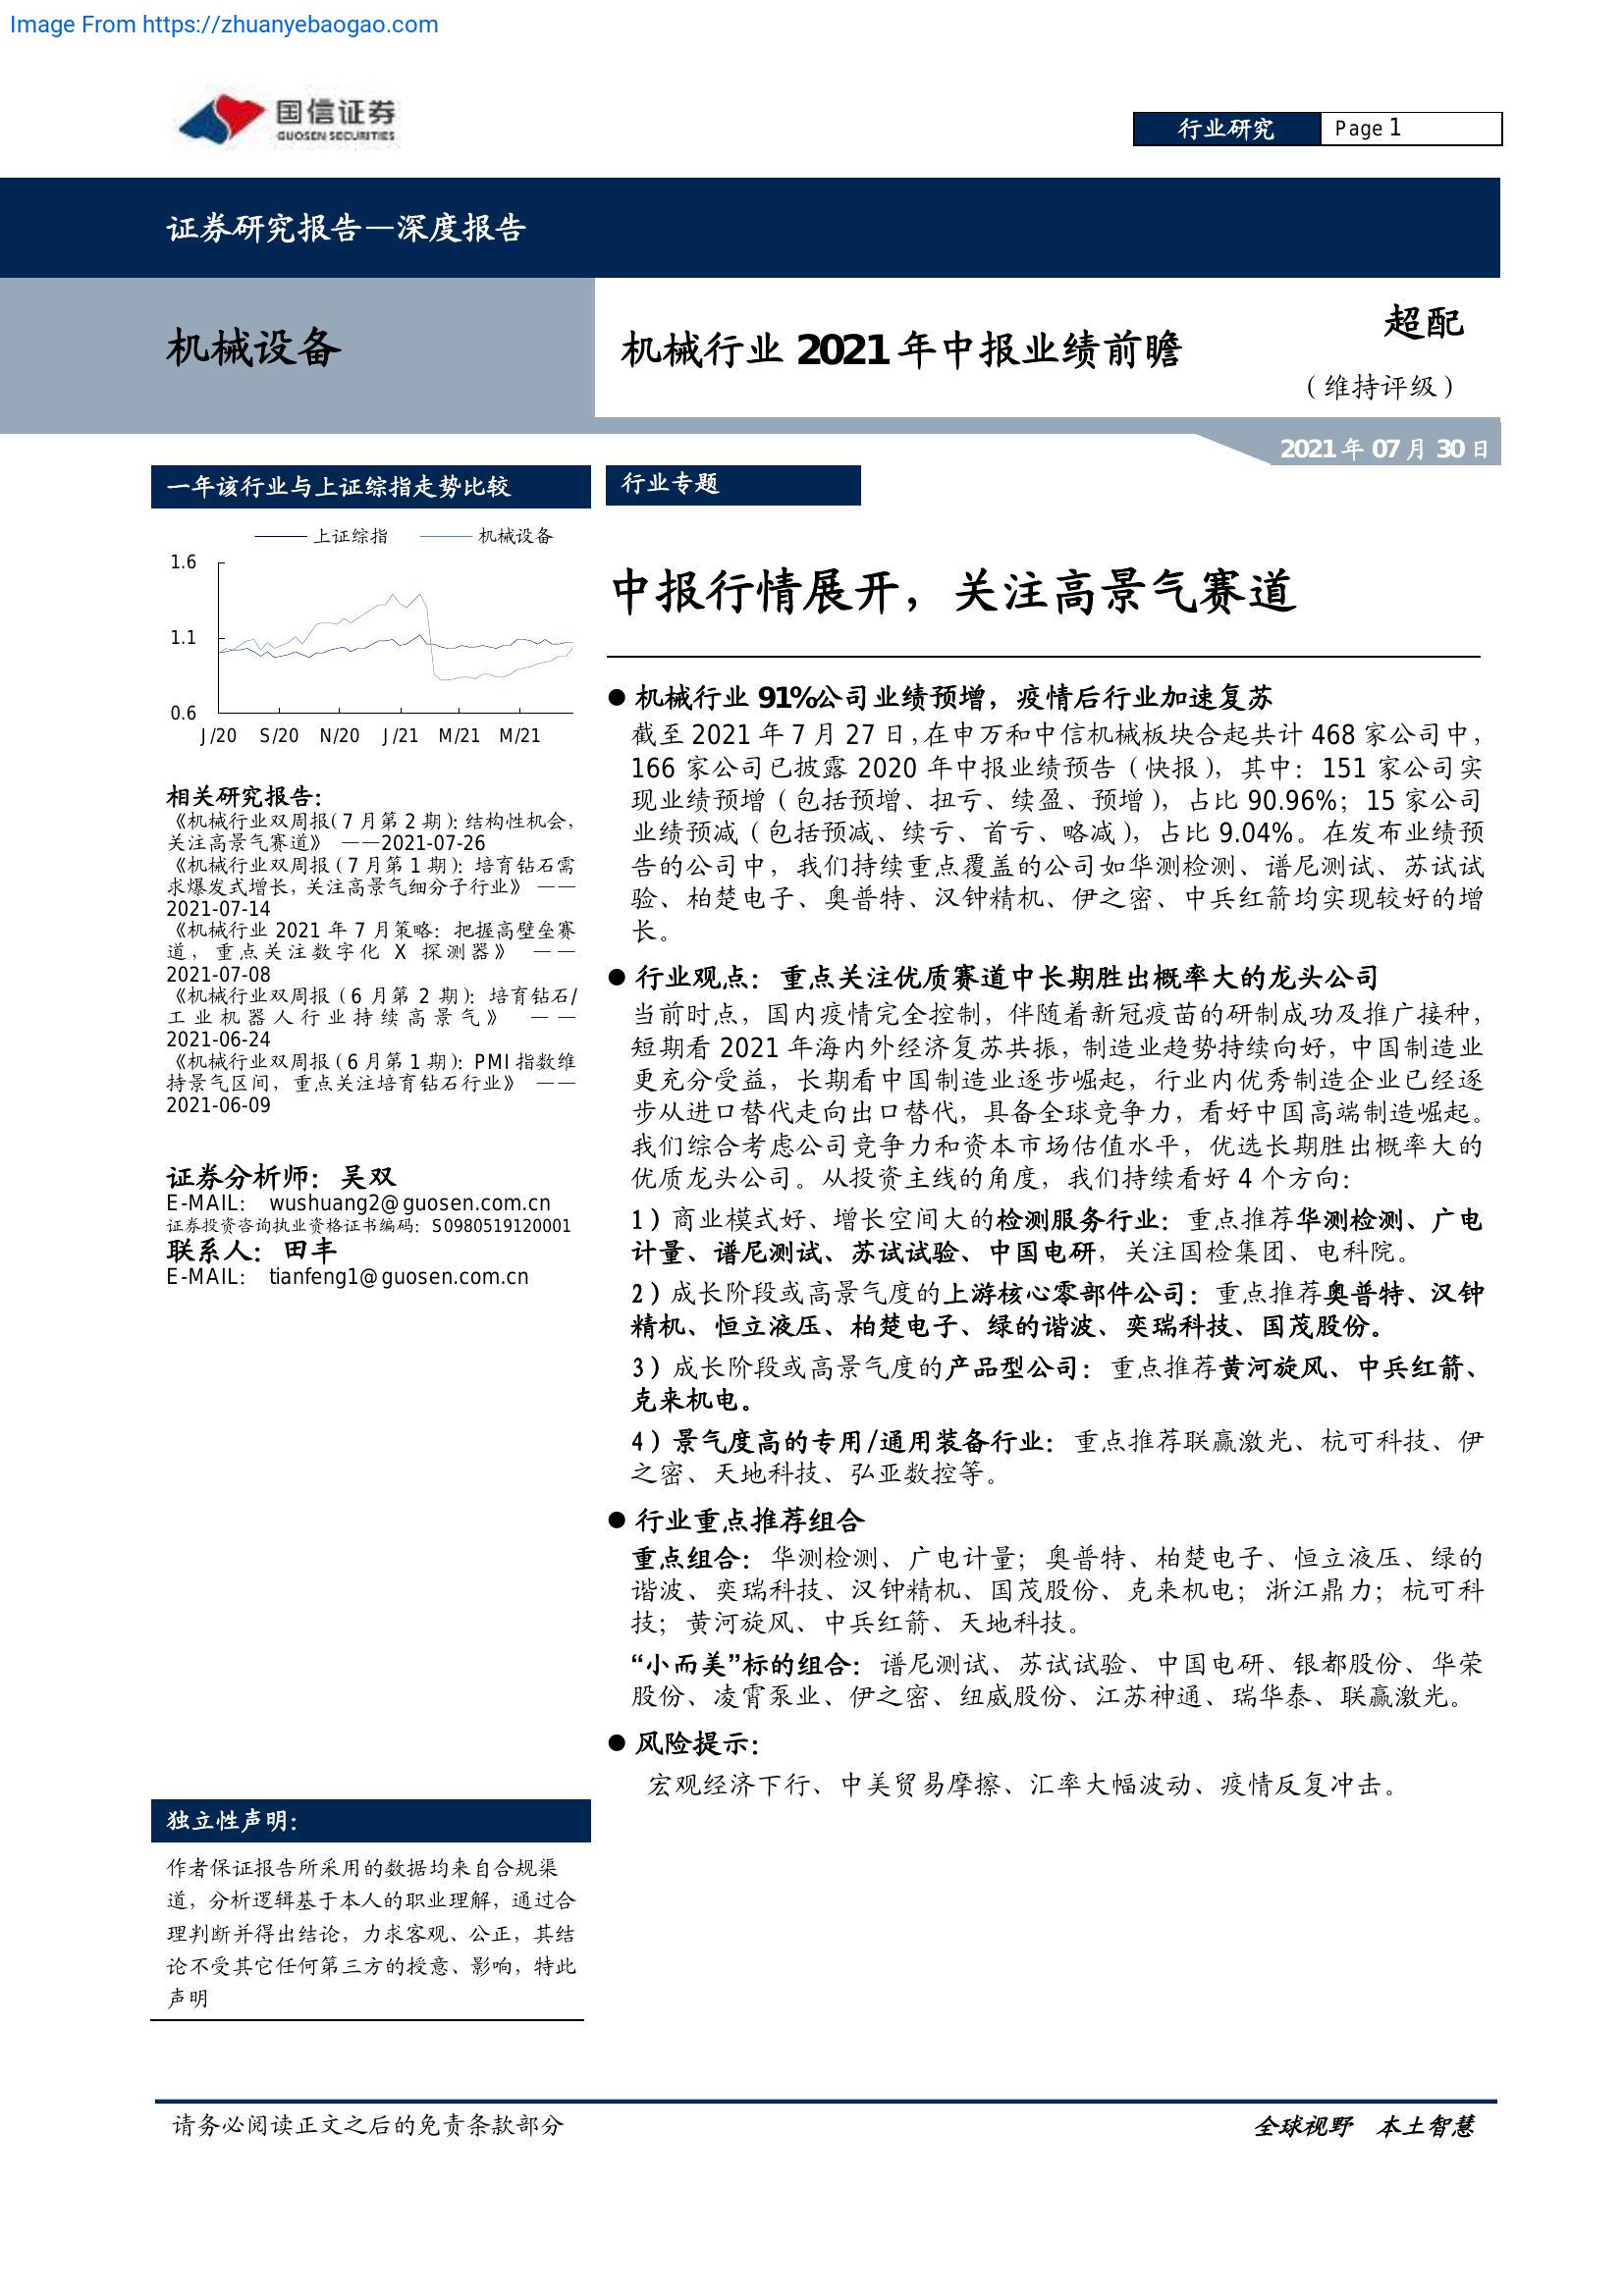 Image From https://zhuanyebaogao.com
国信证券
GUOSEN SECURITIES
行业研究
Page 1
证券研究报告—深度报告
机械设备
机械行业 2021 年中报业绩前瞻
超配
（维持评级）
2021 年 07 月 30 日
一年该行业与上证综指走势比较
上证综指 机械设备
1.6
1.1
0.6
J/20 S/20 N/20 J/21 M/21 M/21
相关研究报告：
《机械行业双周报（7 月第 2 期）：结构性机会，
关注高景气赛道》 ——2021-07-26
《机械行业双周报（7 月第 1 期）：培育钻石需
求爆发式增长，关注高景气细分子行业》 ——
2021-07-14
《机械行业 2021 年 7 月策略：把握高壁垒赛
道，重点关注数字化 X 探测器》 ——
2021-07-08
《机械行业双周报（6 月第 2 期）：培育钻石/
工业机器人行业持续高景气》 ——
2021-06-24
《机械行业双周报（6 月第 1 期）：PMI 指数维
持景气区间，重点关注培育钻石行业》 ——
2021-06-09
证券分析师：吴双
E-MAIL： wushuang2@guosen.com.cn
证券投资咨询执业资格证书编码：S0980519120001
联系人：田丰
E-MAIL： tianfeng1@guosen.com.cn
独立性声明：
作者保证报告所采用的数据均来自合规渠
道，分析逻辑基于本人的职业理解，通过合
理判断并得出结论，力求客观、公正，其结
论不受其它任何第三方的授意、影响，特此
声明
行业专题
中报行情展开，关注高景气赛道
● 机械行业 91%公司业绩预增，疫情后行业加速复苏
截至 2021 年 7 月 27 日，在申万和中信机械板块合起共计 468 家公司中，
166 家公司已披露 2020 年中报业绩预告（快报），其中：151 家公司实
现业绩预增（包括预增、扭亏、续盈、预增），占比 90.96%；15 家公司
业绩预减（包括预减、续亏、首亏、略减），占比 9.04%。在发布业绩预
告的公司中，我们持续重点覆盖的公司如华测检测、谱尼测试、苏试试
验、柏楚电子、奥普特、汉钟精机、伊之密、中兵红箭均实现较好的增
长。
● 行业观点：重点关注优质赛道中长期胜出概率大的龙头公司
当前时点，国内疫情完全控制，伴随着新冠疫苗的研制成功及推广接种，
短期看 2021 年海内外经济复苏共振，制造业趋势持续向好，中国制造业
更充分受益，长期看中国制造业逐步崛起，行业内优秀制造企业已经逐
步从进口替代走向出口替代，具备全球竞争力，看好中国高端制造崛起。
我们综合考虑公司竞争力和资本市场估值水平，优选长期胜出概率大的
优质龙头公司。从投资主线的角度，我们持续看好 4 个方向：
1）商业模式好、增长空间大的检测服务行业：重点推荐华测检测、广电
计量、谱尼测试、苏试试验、中国电研，关注国检集团、电科院。
2）成长阶段或高景气度的上游核心零部件公司：重点推荐奥普特、汉钟
精机、恒立液压、柏楚电子、绿的谐波、奕瑞科技、国茂股份。
3）成长阶段或高景气度的产品型公司：重点推荐黄河旋风、中兵红箭、
克来机电。
4）景气度高的专用/通用装备行业：重点推荐联赢激光、杭可科技、伊
之密、天地科技、弘亚数控等。
● 行业重点推荐组合
重点组合：华测检测、广电计量；奥普特、柏楚电子、恒立液压、绿的
谐波、奕瑞科技、汉钟精机、国茂股份、克来机电；浙江鼎力；杭可科
技；黄河旋风、中兵红箭、天地科技。
“小而美”标的组合：谱尼测试、苏试试验、中国电研、银都股份、华荣
股份、凌霄泵业、伊之密、纽威股份、江苏神通、瑞华泰、联赢激光。
● 风险提示：
宏观经济下行、中美贸易摩擦、汇率大幅波动、疫情反复冲击。
请务必阅读正文之后的免责条款部分
全球视野 本土智慧